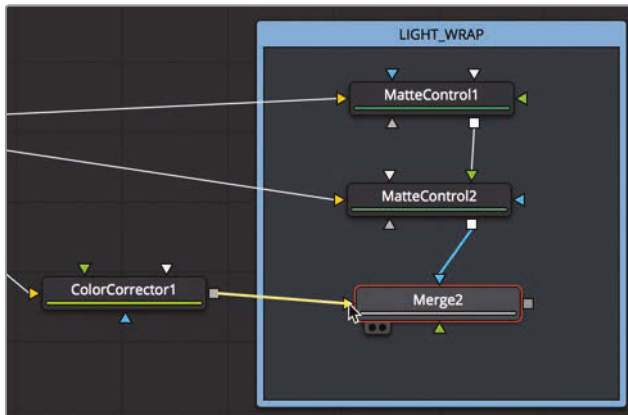 LIGHT_WRAP
MatteControl1
MatteControl2
ColorCorrector1
Merge2